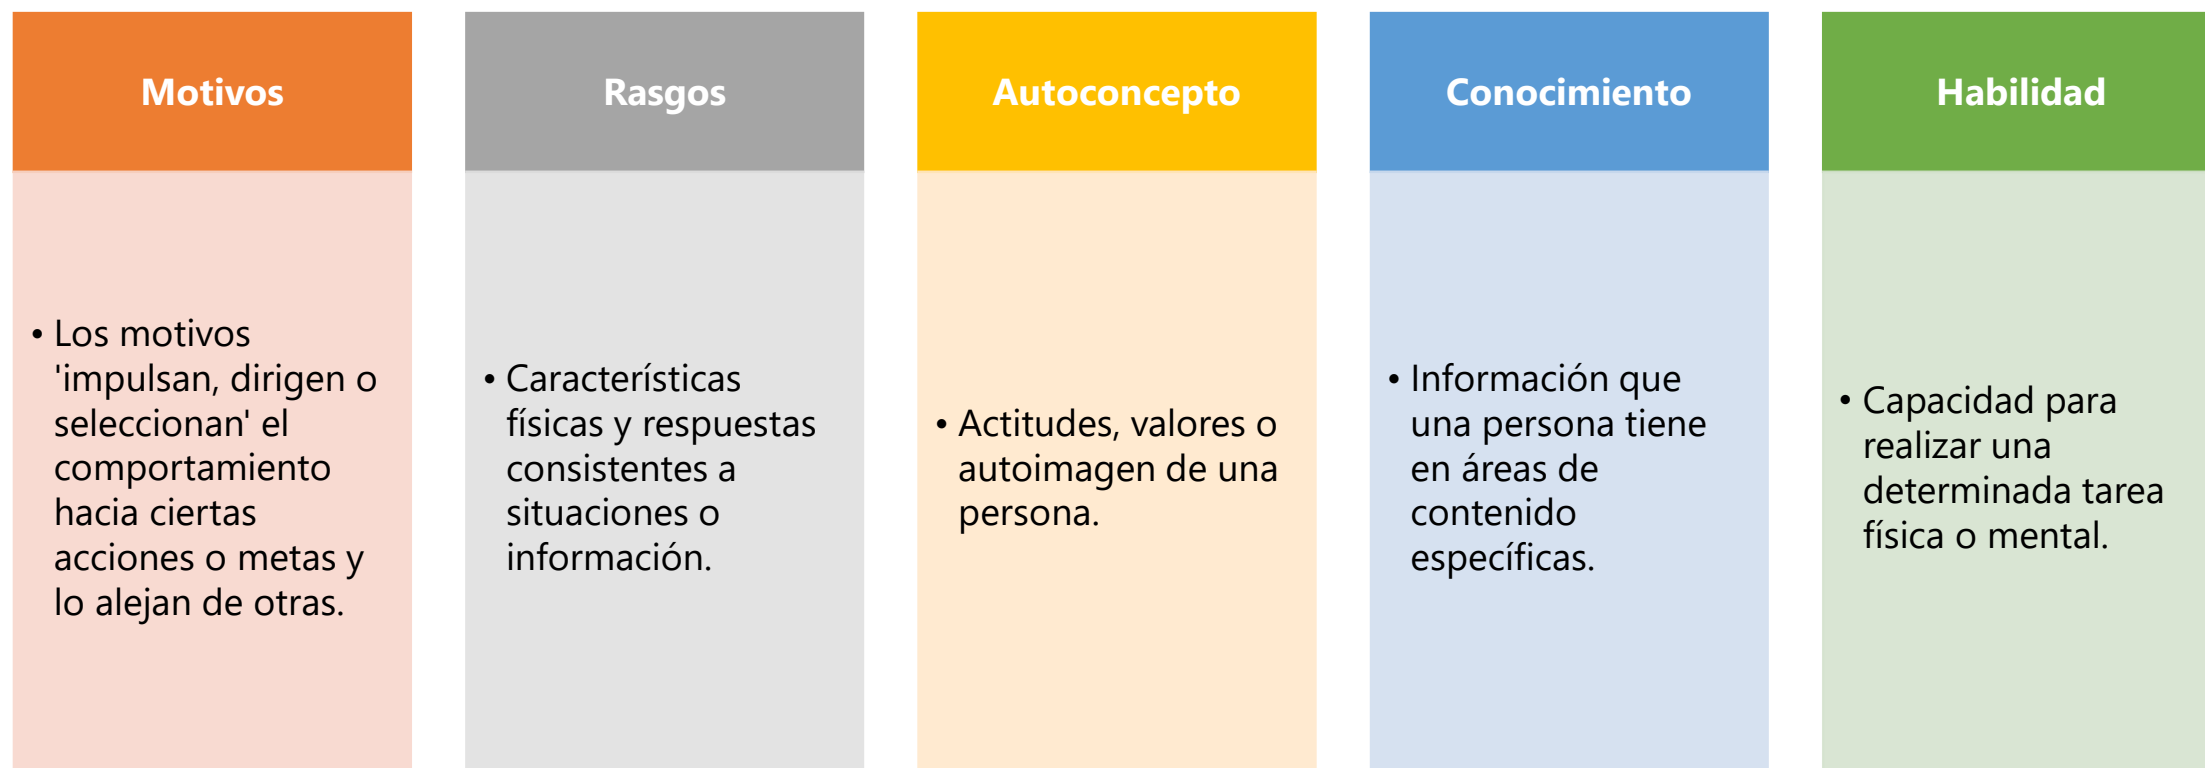 Motivos
• Los motivos
'impulsan, dirigen o
seleccionan' el
comportamiento
hacia ciertas
acciones o metas y
lo alejan de otras.
Rasgos
• Características
físicas y respuestas
consistentes a
situaciones o
información.
Autoconcepto
• Actitudes, valores o
autoimagen de una
persona.
Conocimiento
• Información que
una persona tiene
en áreas de
contenido
específicas.
Habilidad
• Capacidad para
realizar una
determinada tarea
física o mental.